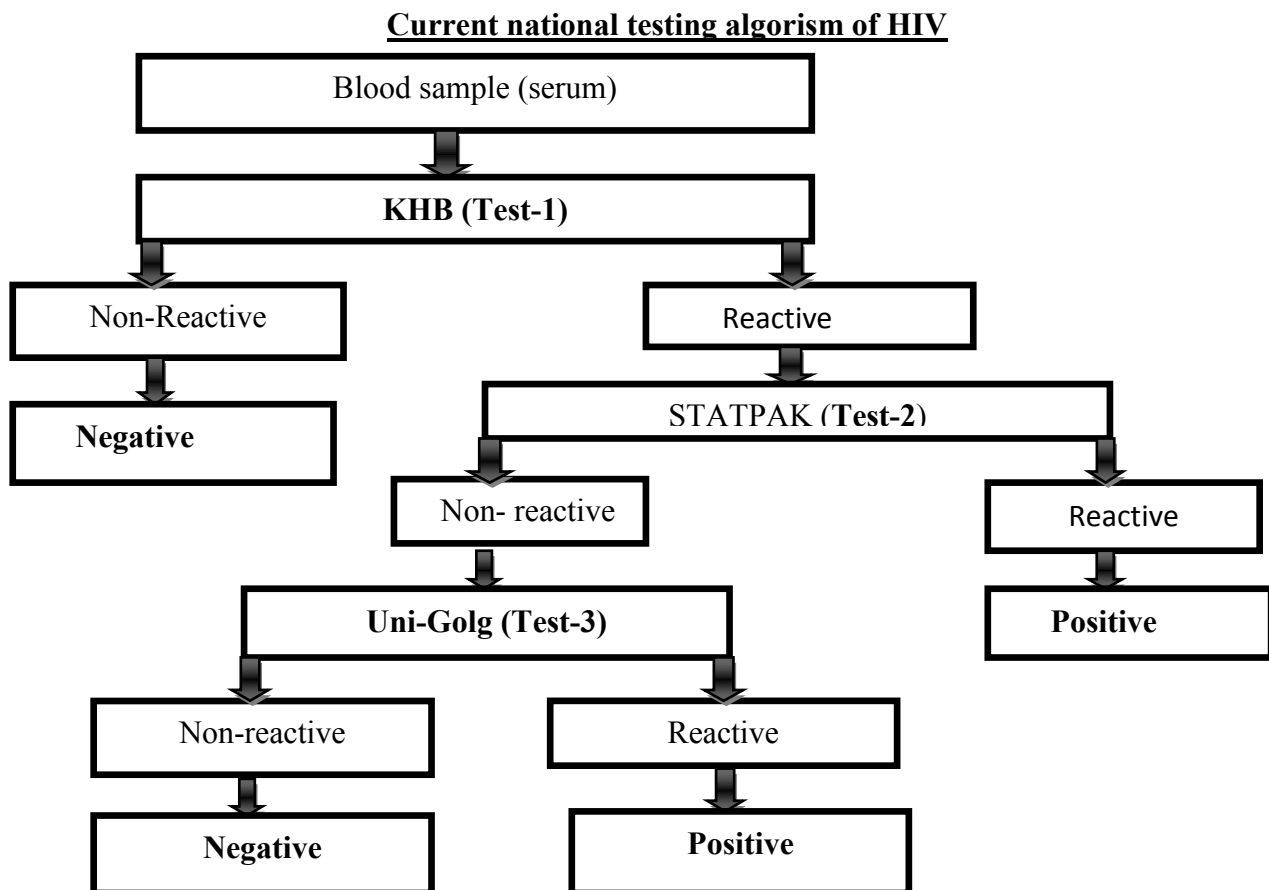 Current national testing algorism of HIV
Blood sample (serum)
KHB (Test-1)
Non-Reactive
Reactive
Negative
STATPAK (Test-2)
Non- reactive
Reactive
Uni-Golg (Test-3)
Positive
Non-reactive
Reactive
Negative
Positive